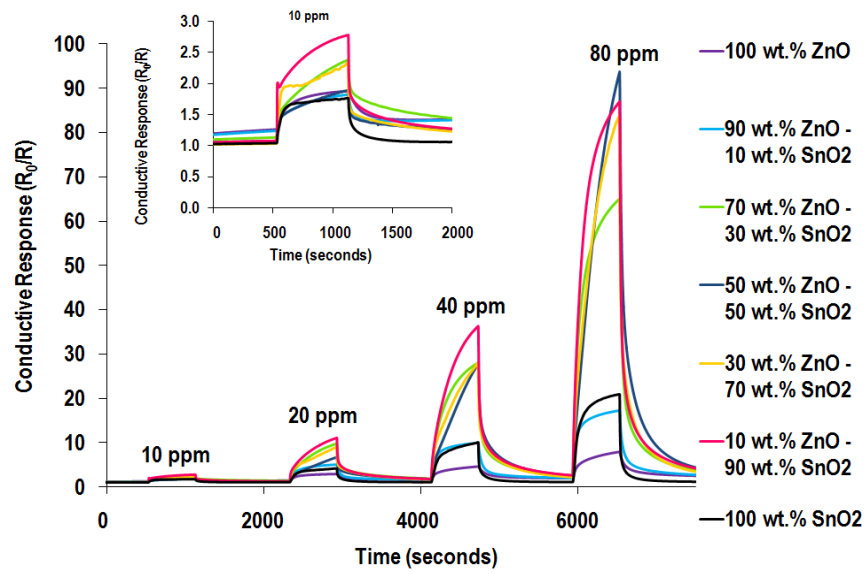 10 ppm
3.0
2.5
2.0
1.5
1.0
0.5
0.0
Conductive Response (R0/R)
0 500 1000 1500 2000
Time (seconds)
100
90
80
70
60
50
40
30
20
10
0
Conductive Response (R₀/R)
10 ppm
20 ppm
40 ppm
80 ppm
0 2000 4000 6000
Time (seconds)
100 wt.% ZnO
90 wt.% ZnO -
10 wt.% SnO2
70 wt.% ZnO -
30 wt.% SnO2
50 wt.% ZnO -
50 wt.% SnO2
30 wt.% ZnO -
70 wt.% SnO2
10 wt.% ZnO -
90 wt.% SnO2
100 wt.% SnO2